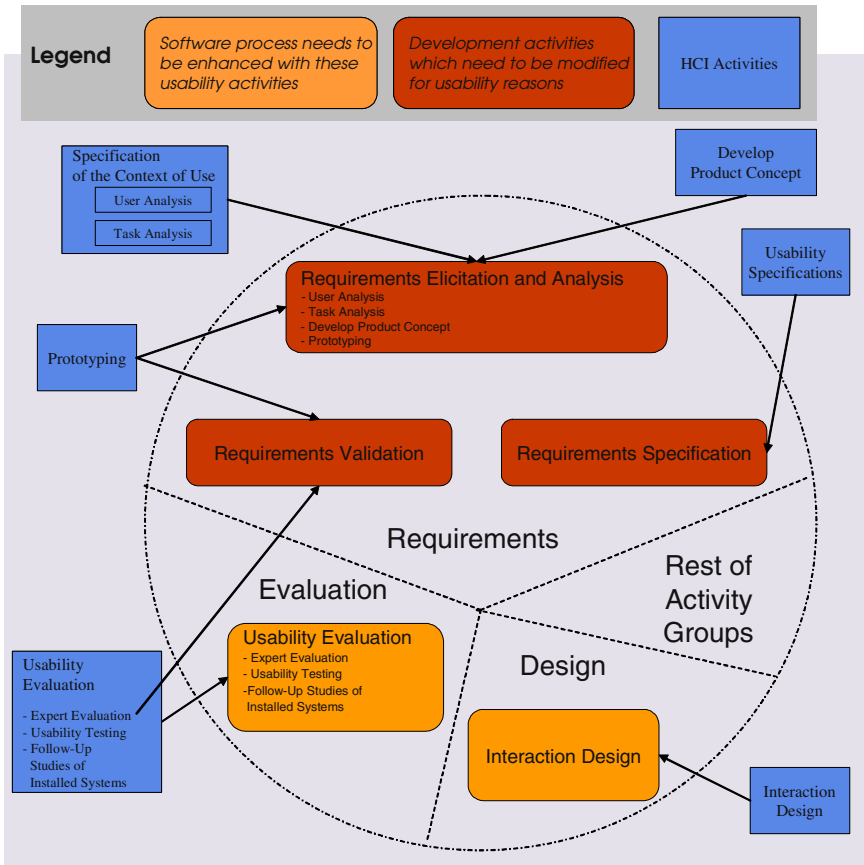 Legend
Software process needs to
be enhanced with these
usability activities
Development activities
which need to be modified
for usability reasons
HCI Activities
Specification
of the Context of Use
User Analysis
Task Analysis
Develop
Product Concept
Usability
Specifications
Requirements Elicitation and Analysis
- User Analysis
- Task Analysis
- Develop Product Concept
- Prototyping
Prototyping
Requirements Validation
Requirements Specification
Requirements
Evaluation
Rest of
Activity
Groups
Usability Evaluation
- Expert Evaluation
- Usability Testing
-Follow-Up Studies of
Installed Systems
Design
Usability
Evaluation
- Expert Evaluation
- Usability Testing
- Follow-Up
Studies of
Installed Systems
Interaction Design
Interaction
Design